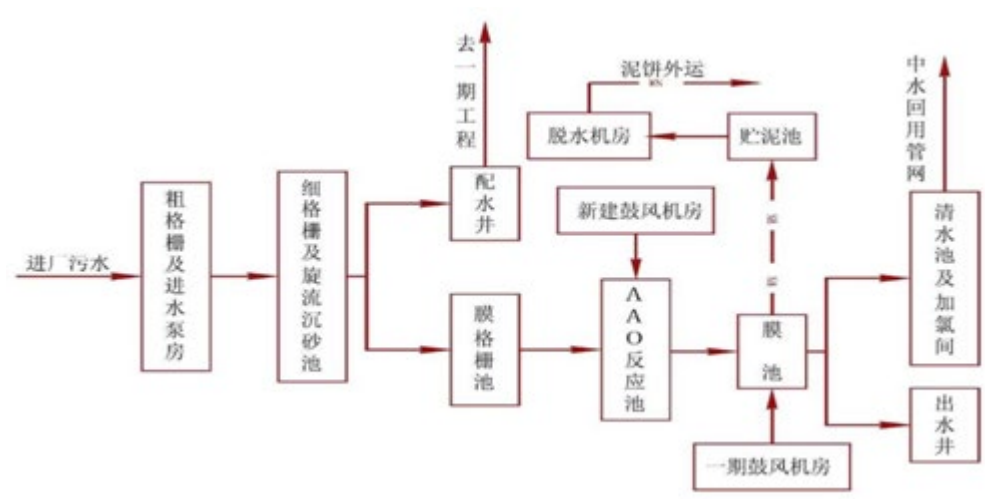 去一期工程
泥饼外运
中水回用管网
脱水机房
贮泥池
配水井
新建鼓风机房
粗格栅及进水泵房
细格栅及旋流沉砂池
清水池及加氯间
进厂污水
膜格栅池
AAO反应池
膜池
出水井
一期鼓风机房